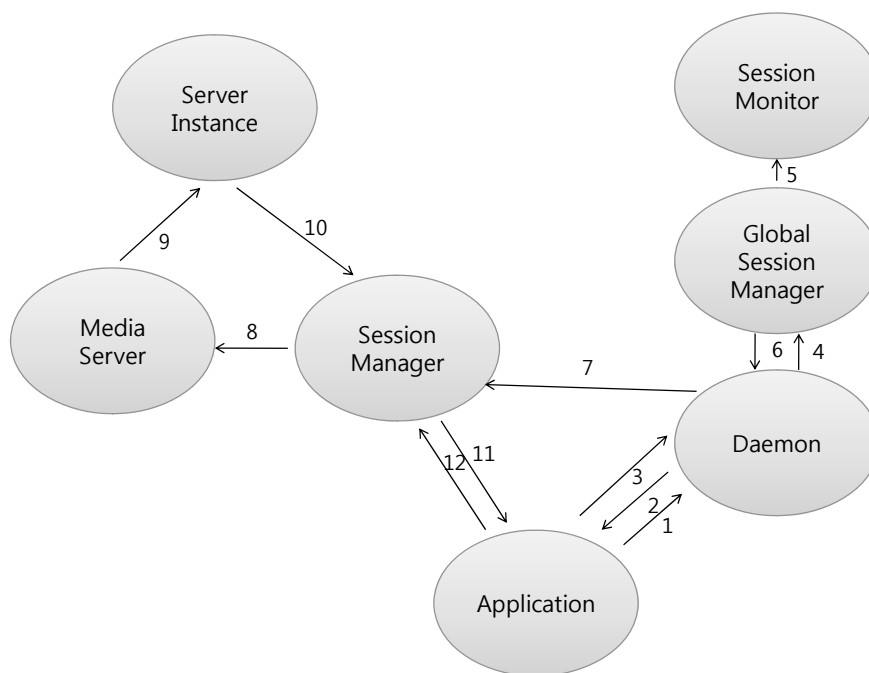 Server
Instance
Session
Monitor
5
9
10
Global
Session
Manager
Media
Server
8
Session
Manager
7
6
4
12
11
3
2
1
Daemon
Application